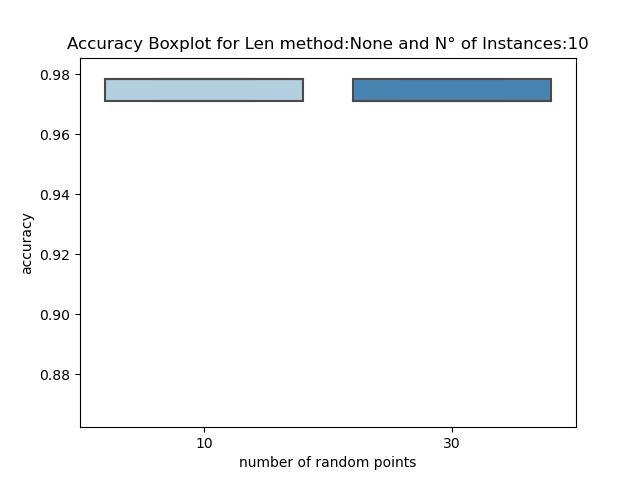 Accuracy Boxplot for Len method:None and N° of Instances:10
0.98
0.96
0.94
0.92
0.90
0.88
accuracy
10 30
number of random points